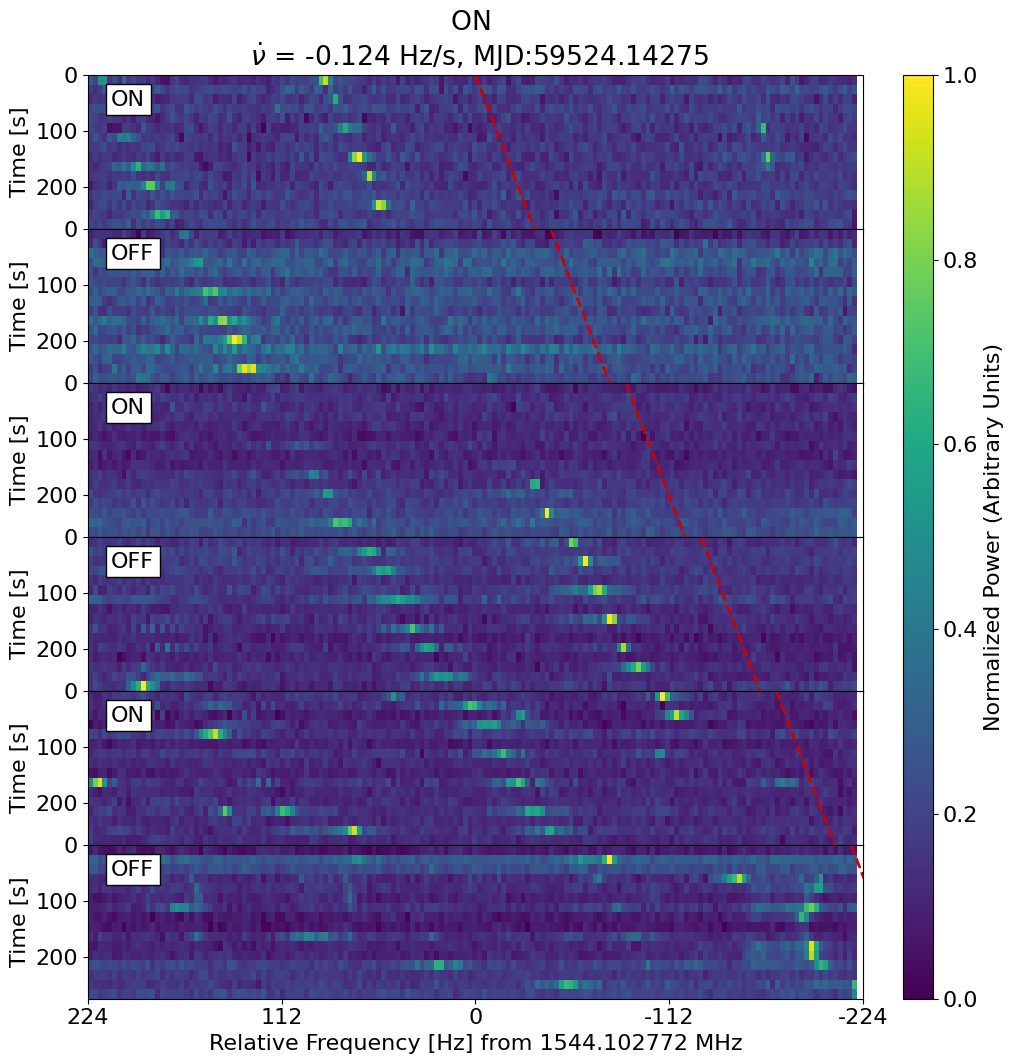 ON
ν̇ = -0.124 Hz/s, MJD:59524.14275
0
100
200
Time [s]
ON
0
100
200
Time [s]
OFF
0
100
200
Time [s]
ON
0
100
200
Time [s]
OFF
0
100
200
Time [s]
ON
0
100
200
Time [s]
OFF
224
112
0
-112
-224
Relative Frequency [Hz] from 1544.102772 MHz
1.0
0.8
0.6
0.4
0.2
0.0
Normalized Power (Arbitrary Units)